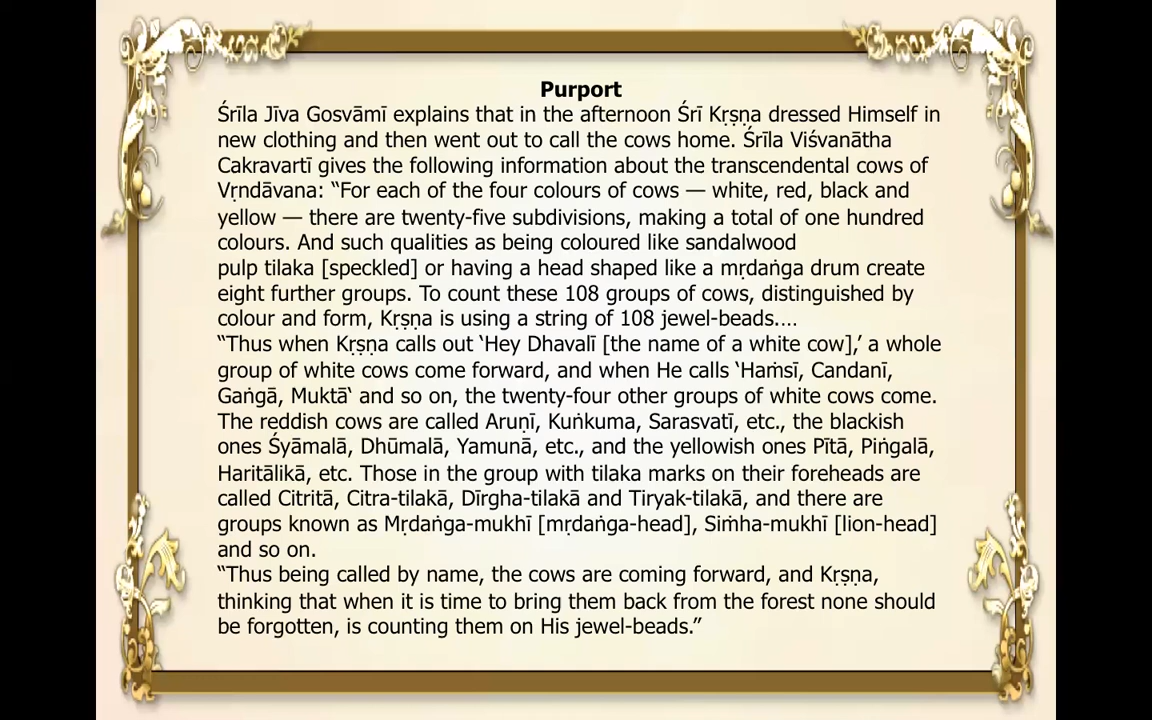 Purport
Śrīla Jīva Gosvāmī explains that in the afternoon Śrī Kṛṣṇa dressed Himself in
new clothing and then went out to call the cows home. Śrīla Viśvanātha
Cakravartī gives the following information about the transcendental cows of
Vṛndāvana: “For each of the four colours of cows — white, red, black and
yellow — there are twenty-five subdivisions, making a total of one hundred
colours. And such qualities as being coloured like sandalwood
pulp tilaka [speckled] or having a head shaped like a mṛdaṅga drum create
eight further groups. To count these 108 groups of cows, distinguished by
colour and form, Kṛṣṇa is using a string of 108 jewel-beads.…
“Thus when Kṛṣṇa calls out ‘Hey Dhavalī [the name of a white cow],’ a whole
group of white cows come forward, and when He calls ‘Haṁsī, Candanī,
Gaṅgā, Muktā‘ and so on, the twenty-four other groups of white cows come.
The reddish cows are called Aruṇī, Kuṅkuma, Sarasvatī, etc., the blackish
ones Śyāmalā, Dhūmalā, Yamunā, etc., and the yellowish ones Pītā, Piṅgalā,
Haritālikā, etc. Those in the group with tilaka marks on their foreheads are
called Citritā, Citra-tilakā, Dīrgha-tilakā and Tiryak-tilakā, and there are
groups known as Mṛdaṅga-mukhī [mṛdaṅga-head], Siṁha-mukhī [lion-head]
and so on.
“Thus being called by name, the cows are coming forward, and Kṛṣṇa,
thinking that when it is time to bring them back from the forest none should
be forgotten, is counting them on His jewel-beads.”